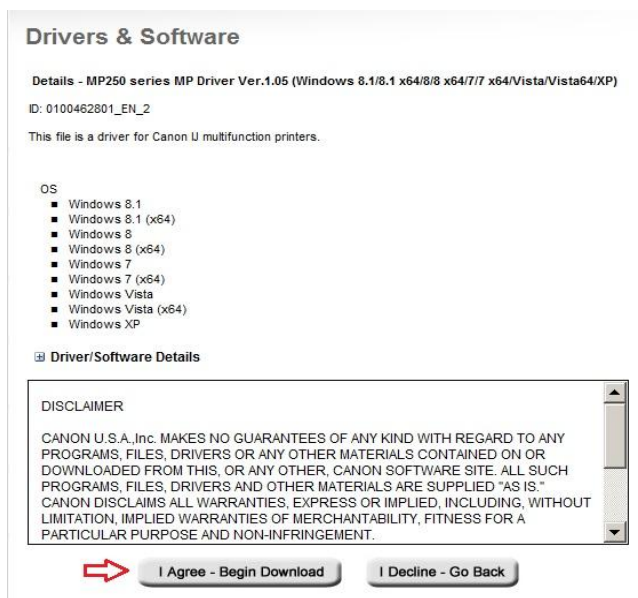 Drivers & Software
Details - MP250 series MP Driver Ver.1.05 (Windows 8.1/8.1 x64/8/8 x64/7/7 x64/Vista/Vista64/XP)
ID: 0100462801_EN_2
This file is a driver for Canon IJ multifunction printers.
OS
Windows 8.1
Windows 8.1 (x64)
Windows 8
Windows 8 (x64)
Windows 7
Windows 7 (x64)
Windows Vista
Windows Vista (x64)
Windows XP
Driver/Software Details
DISCLAIMER
CANON U.S.A.,Inc. MAKES NO GUARANTEES OF ANY KIND WITH REGARD TO ANY
PROGRAMS, FILES, DRIVERS OR ANY OTHER MATERIALS CONTAINED ON OR
DOWNLOADED FROM THIS, OR ANY OTHER, CANON SOFTWARE SITE. ALL SUCH
PROGRAMS, FILES, DRIVERS AND OTHER MATERIALS ARE SUPPLIED "AS IS."
CANON DISCLAIMS ALL WARRANTIES, EXPRESS OR IMPLIED, INCLUDING, WITHOUT
LIMITATION, IMPLIED WARRANTIES OF MERCHANTABILITY, FITNESS FOR A
PARTICULAR PURPOSE AND NON-INFRINGEMENT.
I Agree - Begin Download I Decline - Go Back